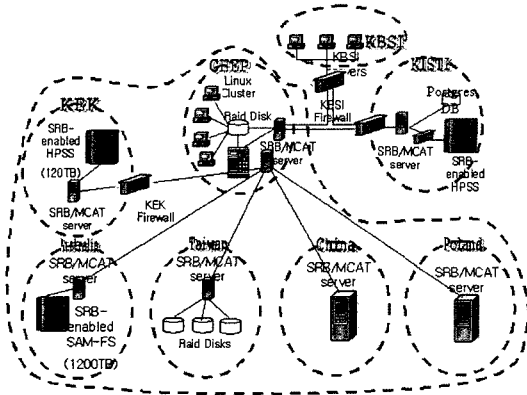 KBSI
KBSI
servers
GFEP
Linux
Cluster
Raid Disk
SRB/MCAT
server
KBSI
Firewall
KISTI
Postgres
DB
SRB/MCAT
server
SRB-
enabled
HPSS
KEK
SRB-
enabled
HPSS
(120TB)
SRB/MCAT
server
KEK
Firewall
Australia
SRB/MCAT
server
SRB-
enabled
SAM-FS
(1200TB)
Taiwan
SRB/MCAT
server
Raid Disks
China
SRB/MCAT
server
Poland
SRB/MCAT
server